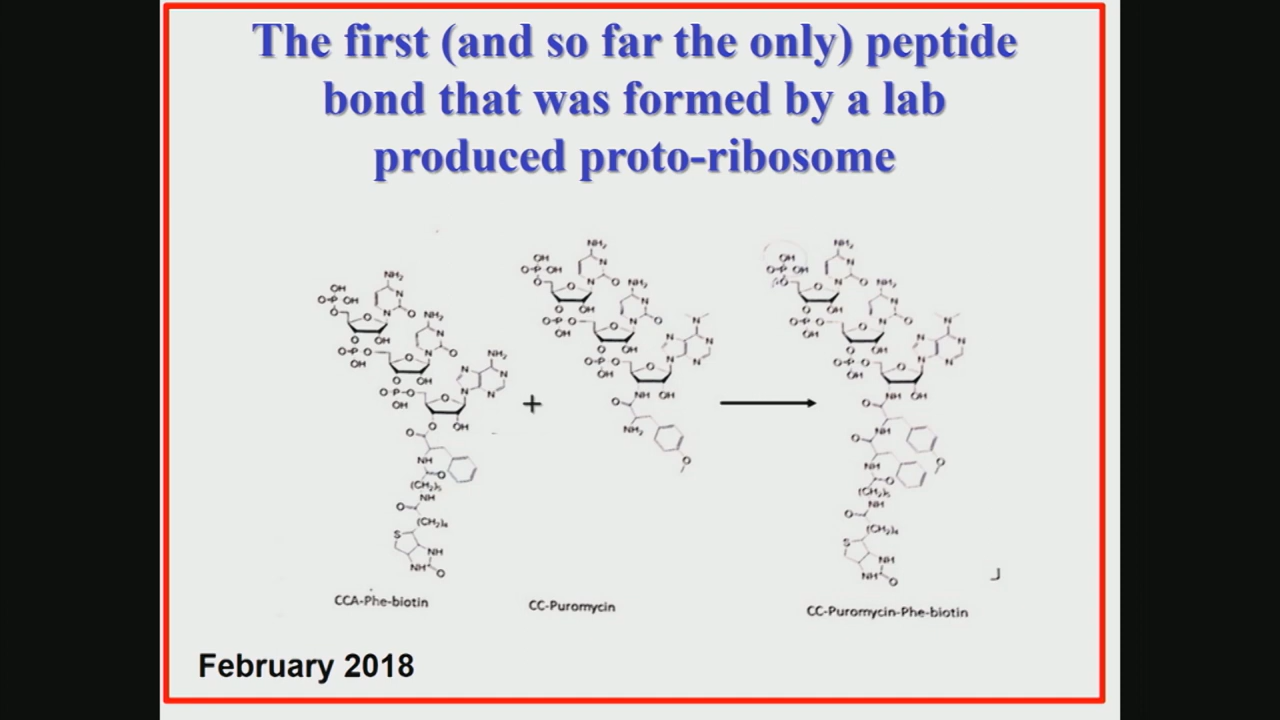 The first (and so far the only) peptide
bond that was formed by a lab
produced proto-ribosome
+
CCA-Phe-biotin
CC-Puromycin
CC-Puromycin-Phe-biotin
February 2018